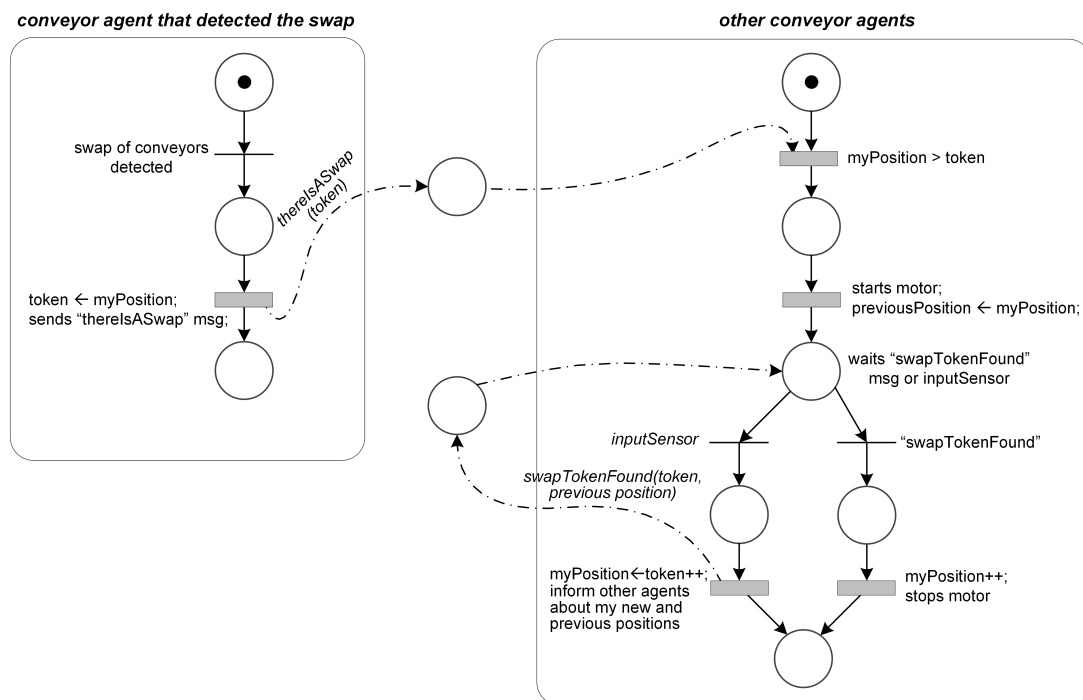 conveyor agent that detected the swap
other conveyor agents
swap of conveyors
detected
thereIsASwap
(token)
token ← myPosition;
sends “thereIsASwap” msg;
myPosition > token
starts motor;
previousPosition ← myPosition;
waits “swapTokenFound”
msg or inputSensor
inputSensor
“swapTokenFound”
swapTokenFound(token,
previous position)
myPosition←token++;
inform other agents
about my new and
previous positions
myPosition++;
stops motor